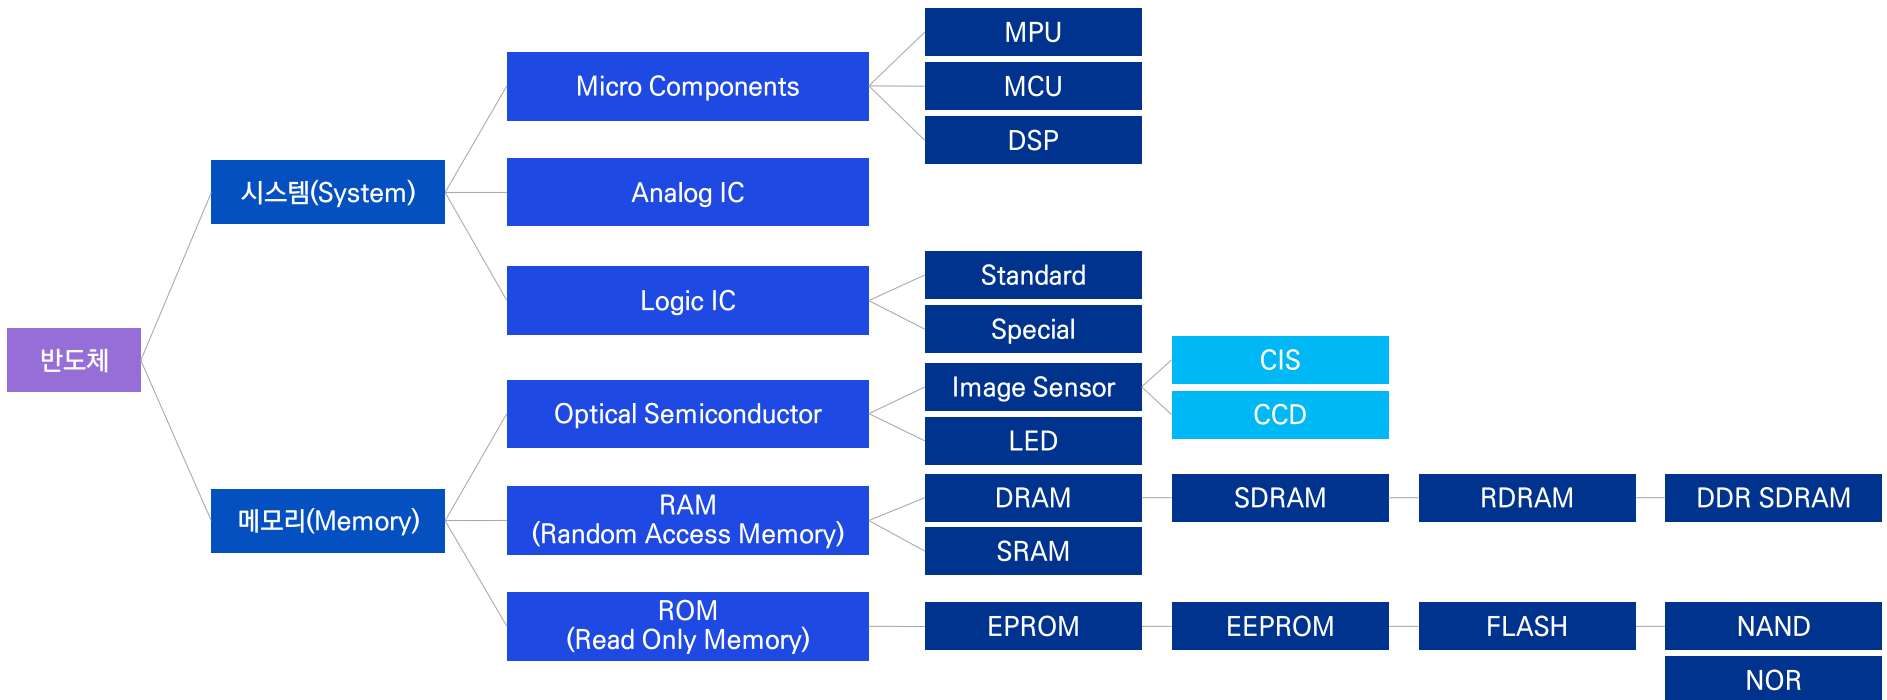 반도체
시스템(System)
Micro Components
MPU
MCU
DSP
Analog IC
Logic IC
Standard
Special
메모리(Memory)
Optical Semiconductor
Image Sensor
CIS
CCD
LED
RAM
(Random Access Memory)
DRAM
SDRAM
RDRAM
DDR SDRAM
SRAM
ROM
(Read Only Memory)
EPROM
EEPROM
FLASH
NAND
NOR